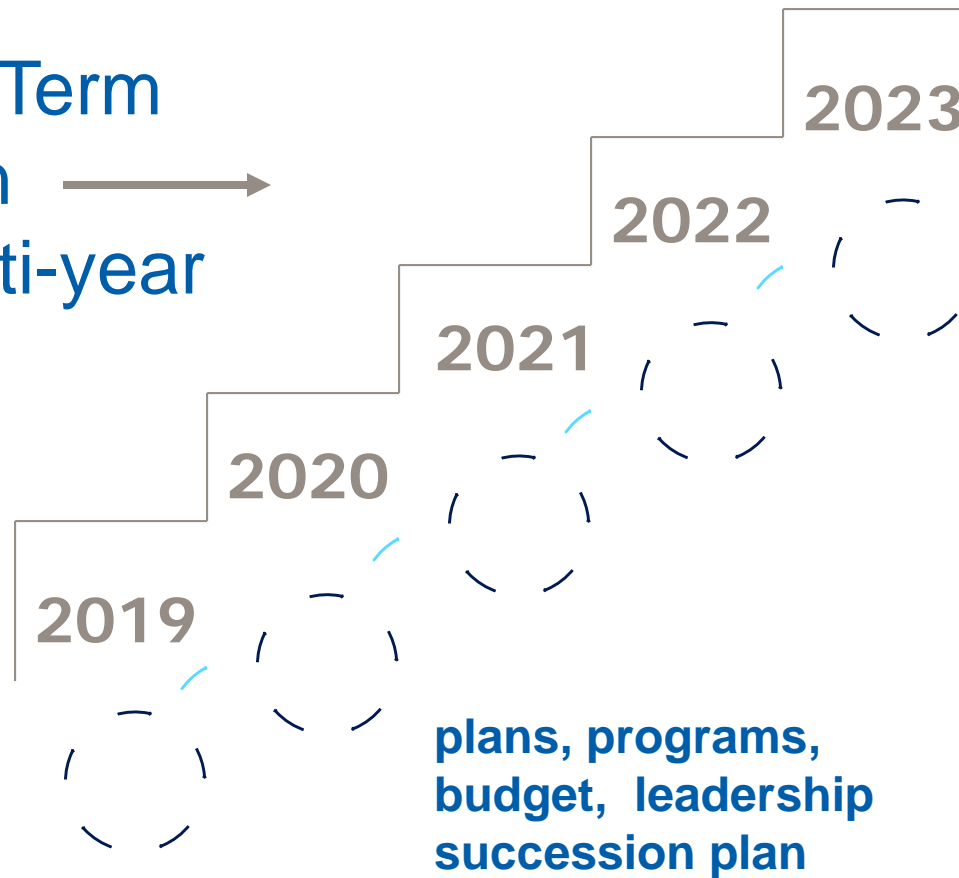 Term
n
ti-year
2023
2022
2021
2020
2019
plans, programs,
budget, leadership
succession plan